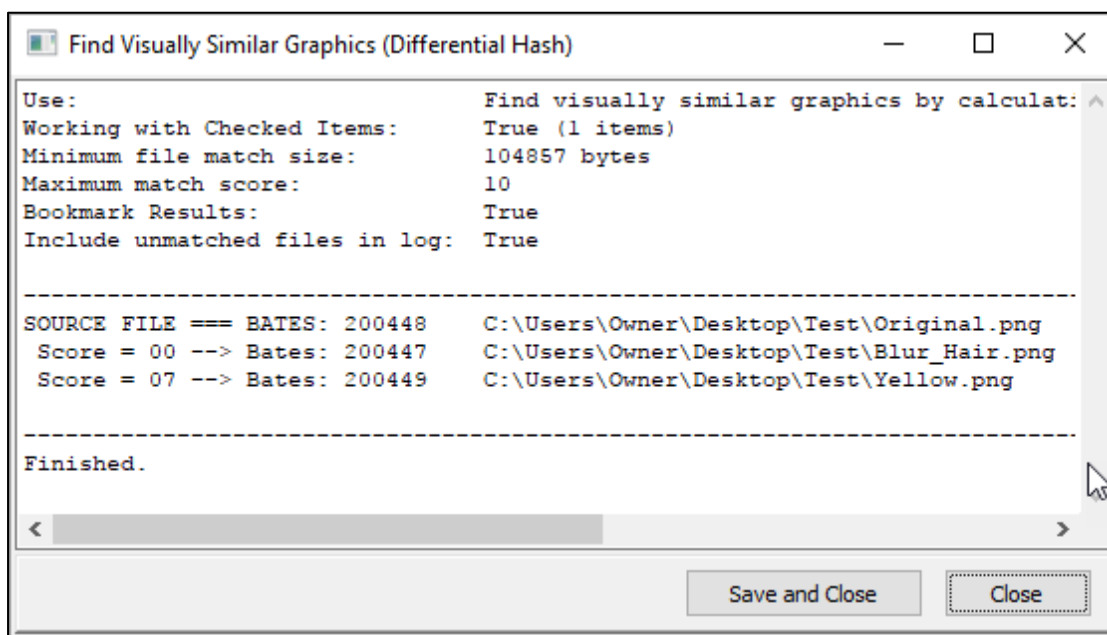 Find Visually Similar Graphics (Differential Hash)
Use: Find visually similar graphics by calculati
Working with Checked Items: True (1 items)
Minimum file match size: 104857 bytes
Maximum match score: 10
Bookmark Results: True
Include unmatched files in log: True
--------------------------------------------------------------------------------
SOURCE FILE === BATES: 200448 C:\Users\Owner\Desktop\Test\Original.png
Score = 00 --> Bates: 200447 C:\Users\Owner\Desktop\Test\Blur_Hair.png
Score = 07 --> Bates: 200449 C:\Users\Owner\Desktop\Test\Yellow.png
--------------------------------------------------------------------------------
Finished.
Save and Close Close